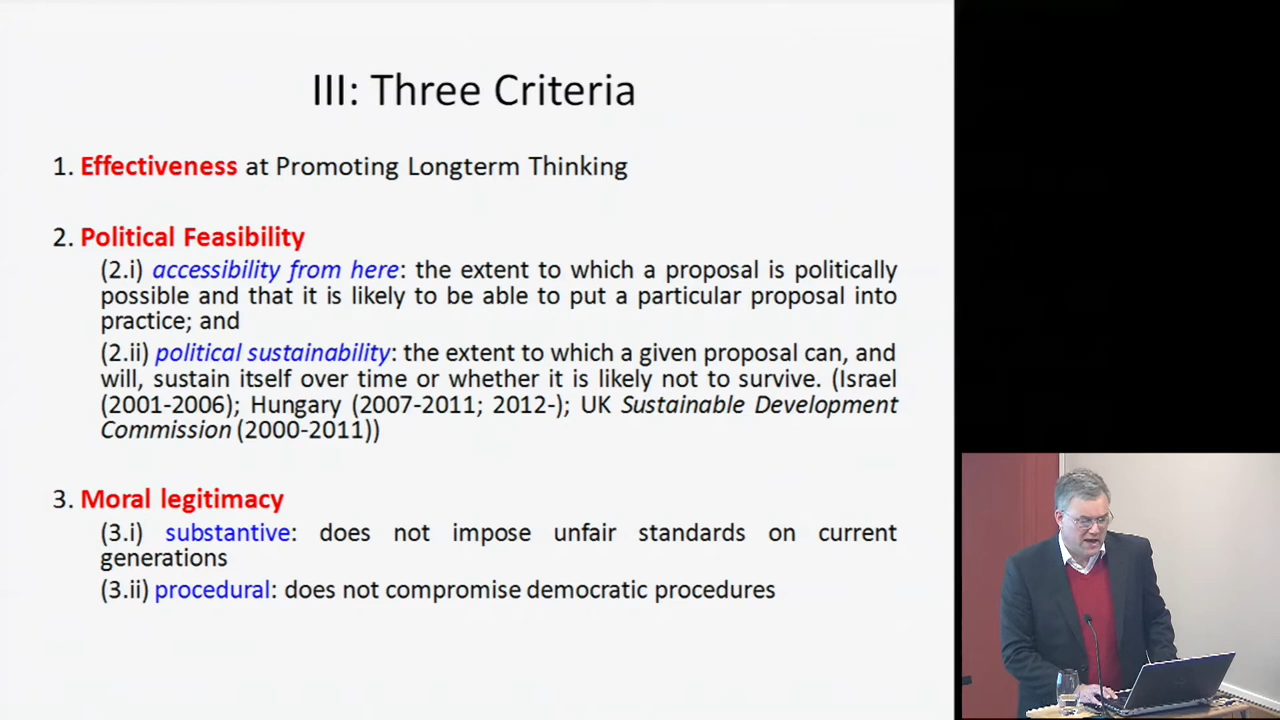 III: Three Criteria
1. Effectiveness at Promoting Longterm Thinking
2. Political Feasibility
(2.i) accessibility from here: the extent to which a proposal is politically
possible and that it is likely to be able to put a particular proposal into
practice; and
(2.ii) political sustainability: the extent to which a given proposal can, and
will, sustain itself over time or whether it is likely not to survive. (Israel
(2001-2006); Hungary (2007-2011; 2012-); UK Sustainable Development
Commission (2000-2011))
3. Moral legitimacy
(3.i) substantive: does not impose unfair standards on current
generations
(3.ii) procedural: does not compromise democratic procedures